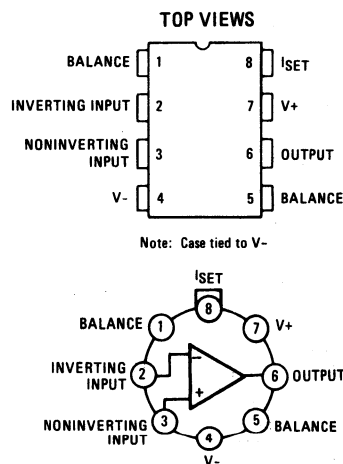 TOP VIEWS
BALANCE 1 8 ISET
INVERTING INPUT 2 7 V+
NONINVERTING
INPUT 3 6 OUTPUT
V- 4 5 BALANCE
Note: Case tied to V-
ISET
8
BALANCE 1 7 V+
INVERTING
INPUT 2 - 6 OUTPUT
+
NONINVERTING
INPUT 3 5 BALANCE
4
V-